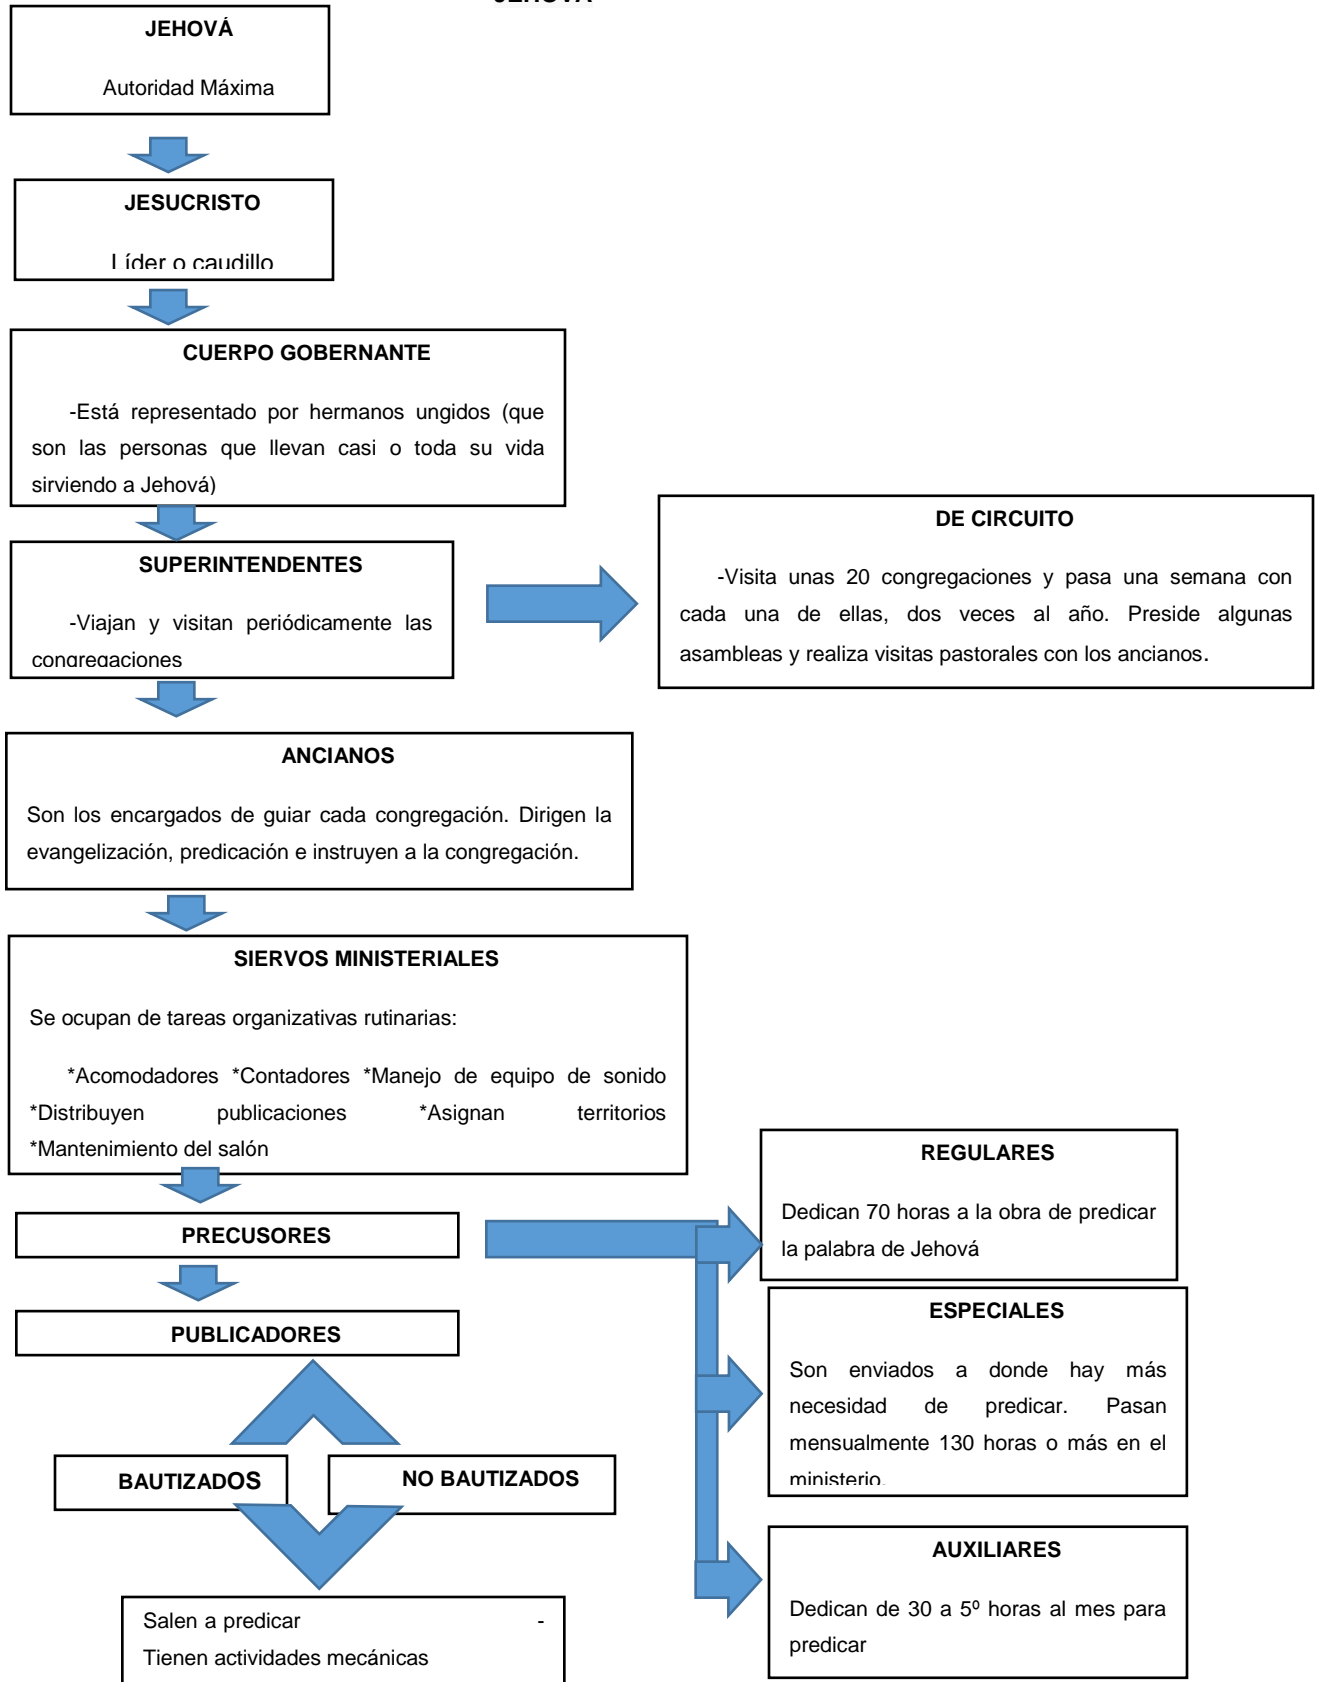 JEHOVÁ
JEHOVÁ
Autoridad Máxima
JESUCRISTO
Líder o caudillo
CUERPO GOBERNANTE
-Está representado por hermanos ungidos (que
son las personas que llevan casi o toda su vida
sirviendo a Jehová)
SUPERINTENDENTES
-Viajan y visitan periódicamente las
congregaciones
DE CIRCUITO
-Visita unas 20 congregaciones y pasa una semana con
cada una de ellas, dos veces al año. Preside algunas
asambleas y realiza visitas pastorales con los ancianos.
ANCIANOS
Son los encargados de guiar cada congregación. Dirigen la
evangelización, predicación e instruyen a la congregación.
SIERVOS MINISTERIALES
Se ocupan de tareas organizativas rutinarias:
*Acomodadores *Contadores *Manejo de equipo de sonido
*Distribuyen publicaciones *Asignan territorios
*Mantenimiento del salón
PRECUSORES
REGULARES
Dedican 70 horas a la obra de predicar
la palabra de Jehová
ESPECIALES
Son enviados a donde hay más
necesidad de predicar. Pasan
mensualmente 130 horas o más en el
ministerio.
AUXILIARES
Dedican de 30 a 5º horas al mes para
predicar
PUBLICADORES
BAUTIZADOS
NO BAUTIZADOS
Salen a predicar -
Tienen actividades mecánicas